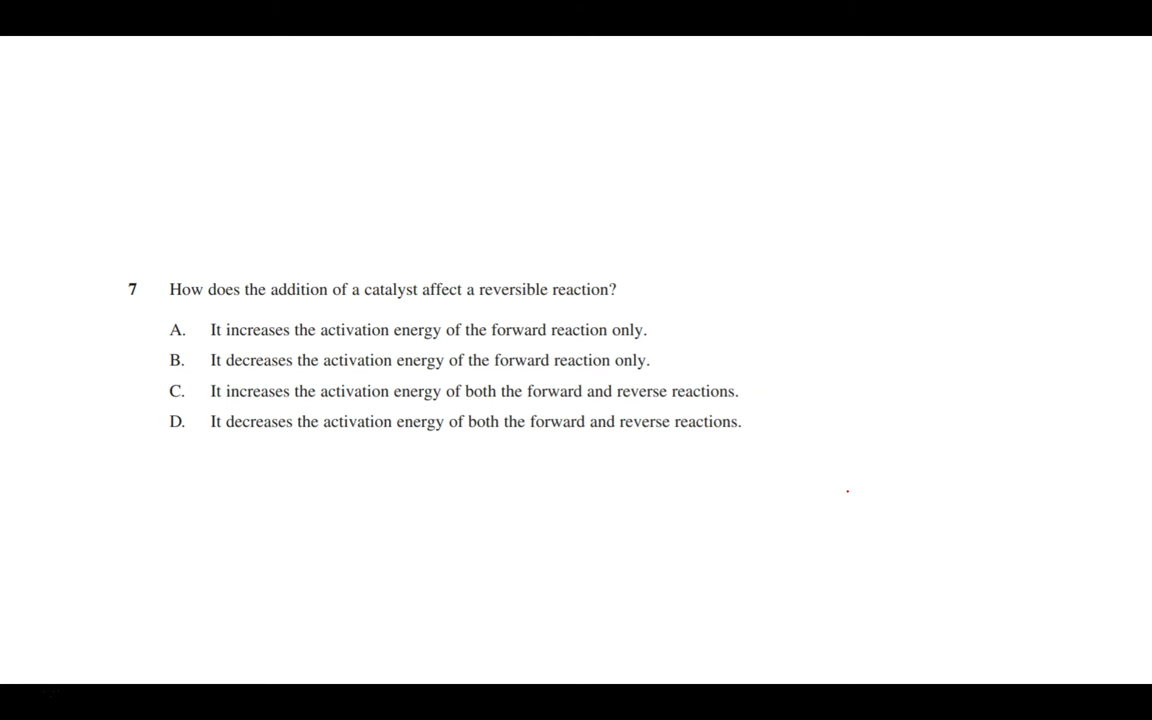 7 How does the addition of a catalyst affect a reversible reaction?
A. It increases the activation energy of the forward reaction only.
B. It decreases the activation energy of the forward reaction only.
C. It increases the activation energy of both the forward and reverse reactions.
D. It decreases the activation energy of both the forward and reverse reactions.